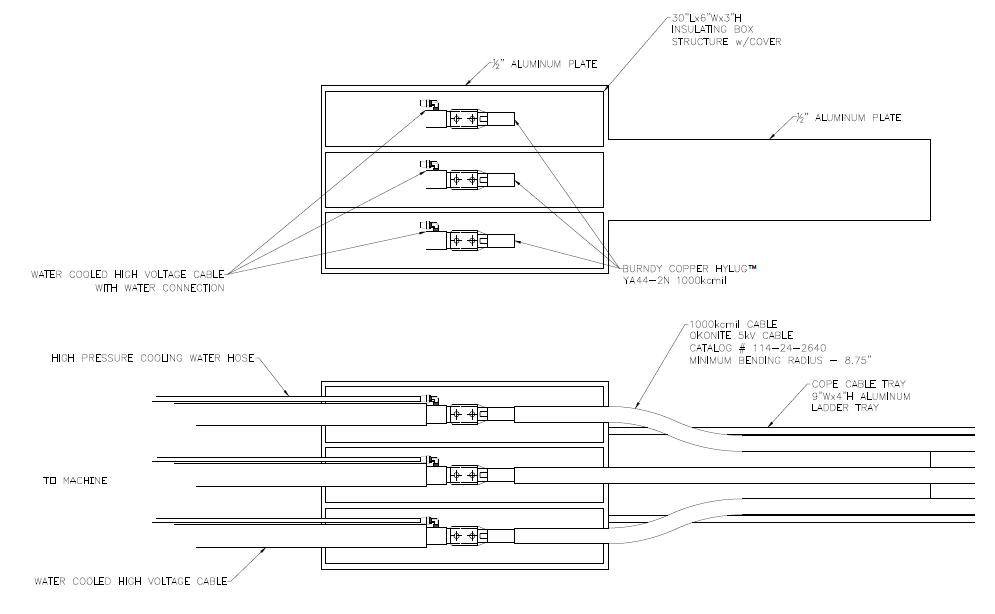 30"Lx6"Wx3"H
INSULATING BOX
STRUCTURE w/COVER
½" ALUMINUM PLATE
½" ALUMINUM PLATE
WATER COOLED HIGH VOLTAGE CABLE
WITH WATER CONNECTION
BURNDY COPPER HYLUG™
YA44-2N 1000kcmil
1000kcmil CABLE
OKONITE 5kV CABLE
CATALOG # 114-24-2640
MINIMUM BENDING RADIUS - 8.75"
HIGH PRESSURE COOLING WATER HOSE
COPE CABLE TRAY
9"Wx4"H ALUMINUM
LADDER TRAY
TO MACHINE
WATER COOLED HIGH VOLTAGE CABLE